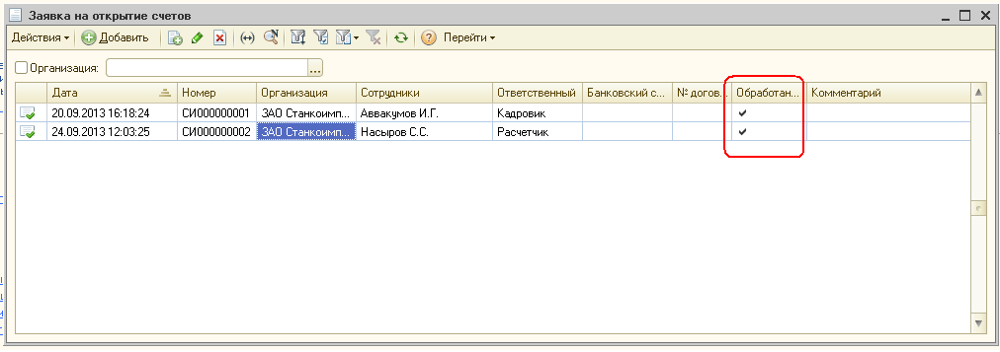 Заявка на открытие счетов
Действия Добавить Перейти
Организация:
Дата Номер Организация Сотрудники Ответственный Банковский с... № догов... Обработан... Комментарий
20.09.2013 16:18:24 СИ000000001 ЗАО Станкоимп... Аввакумов И.Г. Кадровик
24.09.2013 12:03:25 СИ000000002 ЗАО Станкоимп... Насыров С.С. Расчетчик